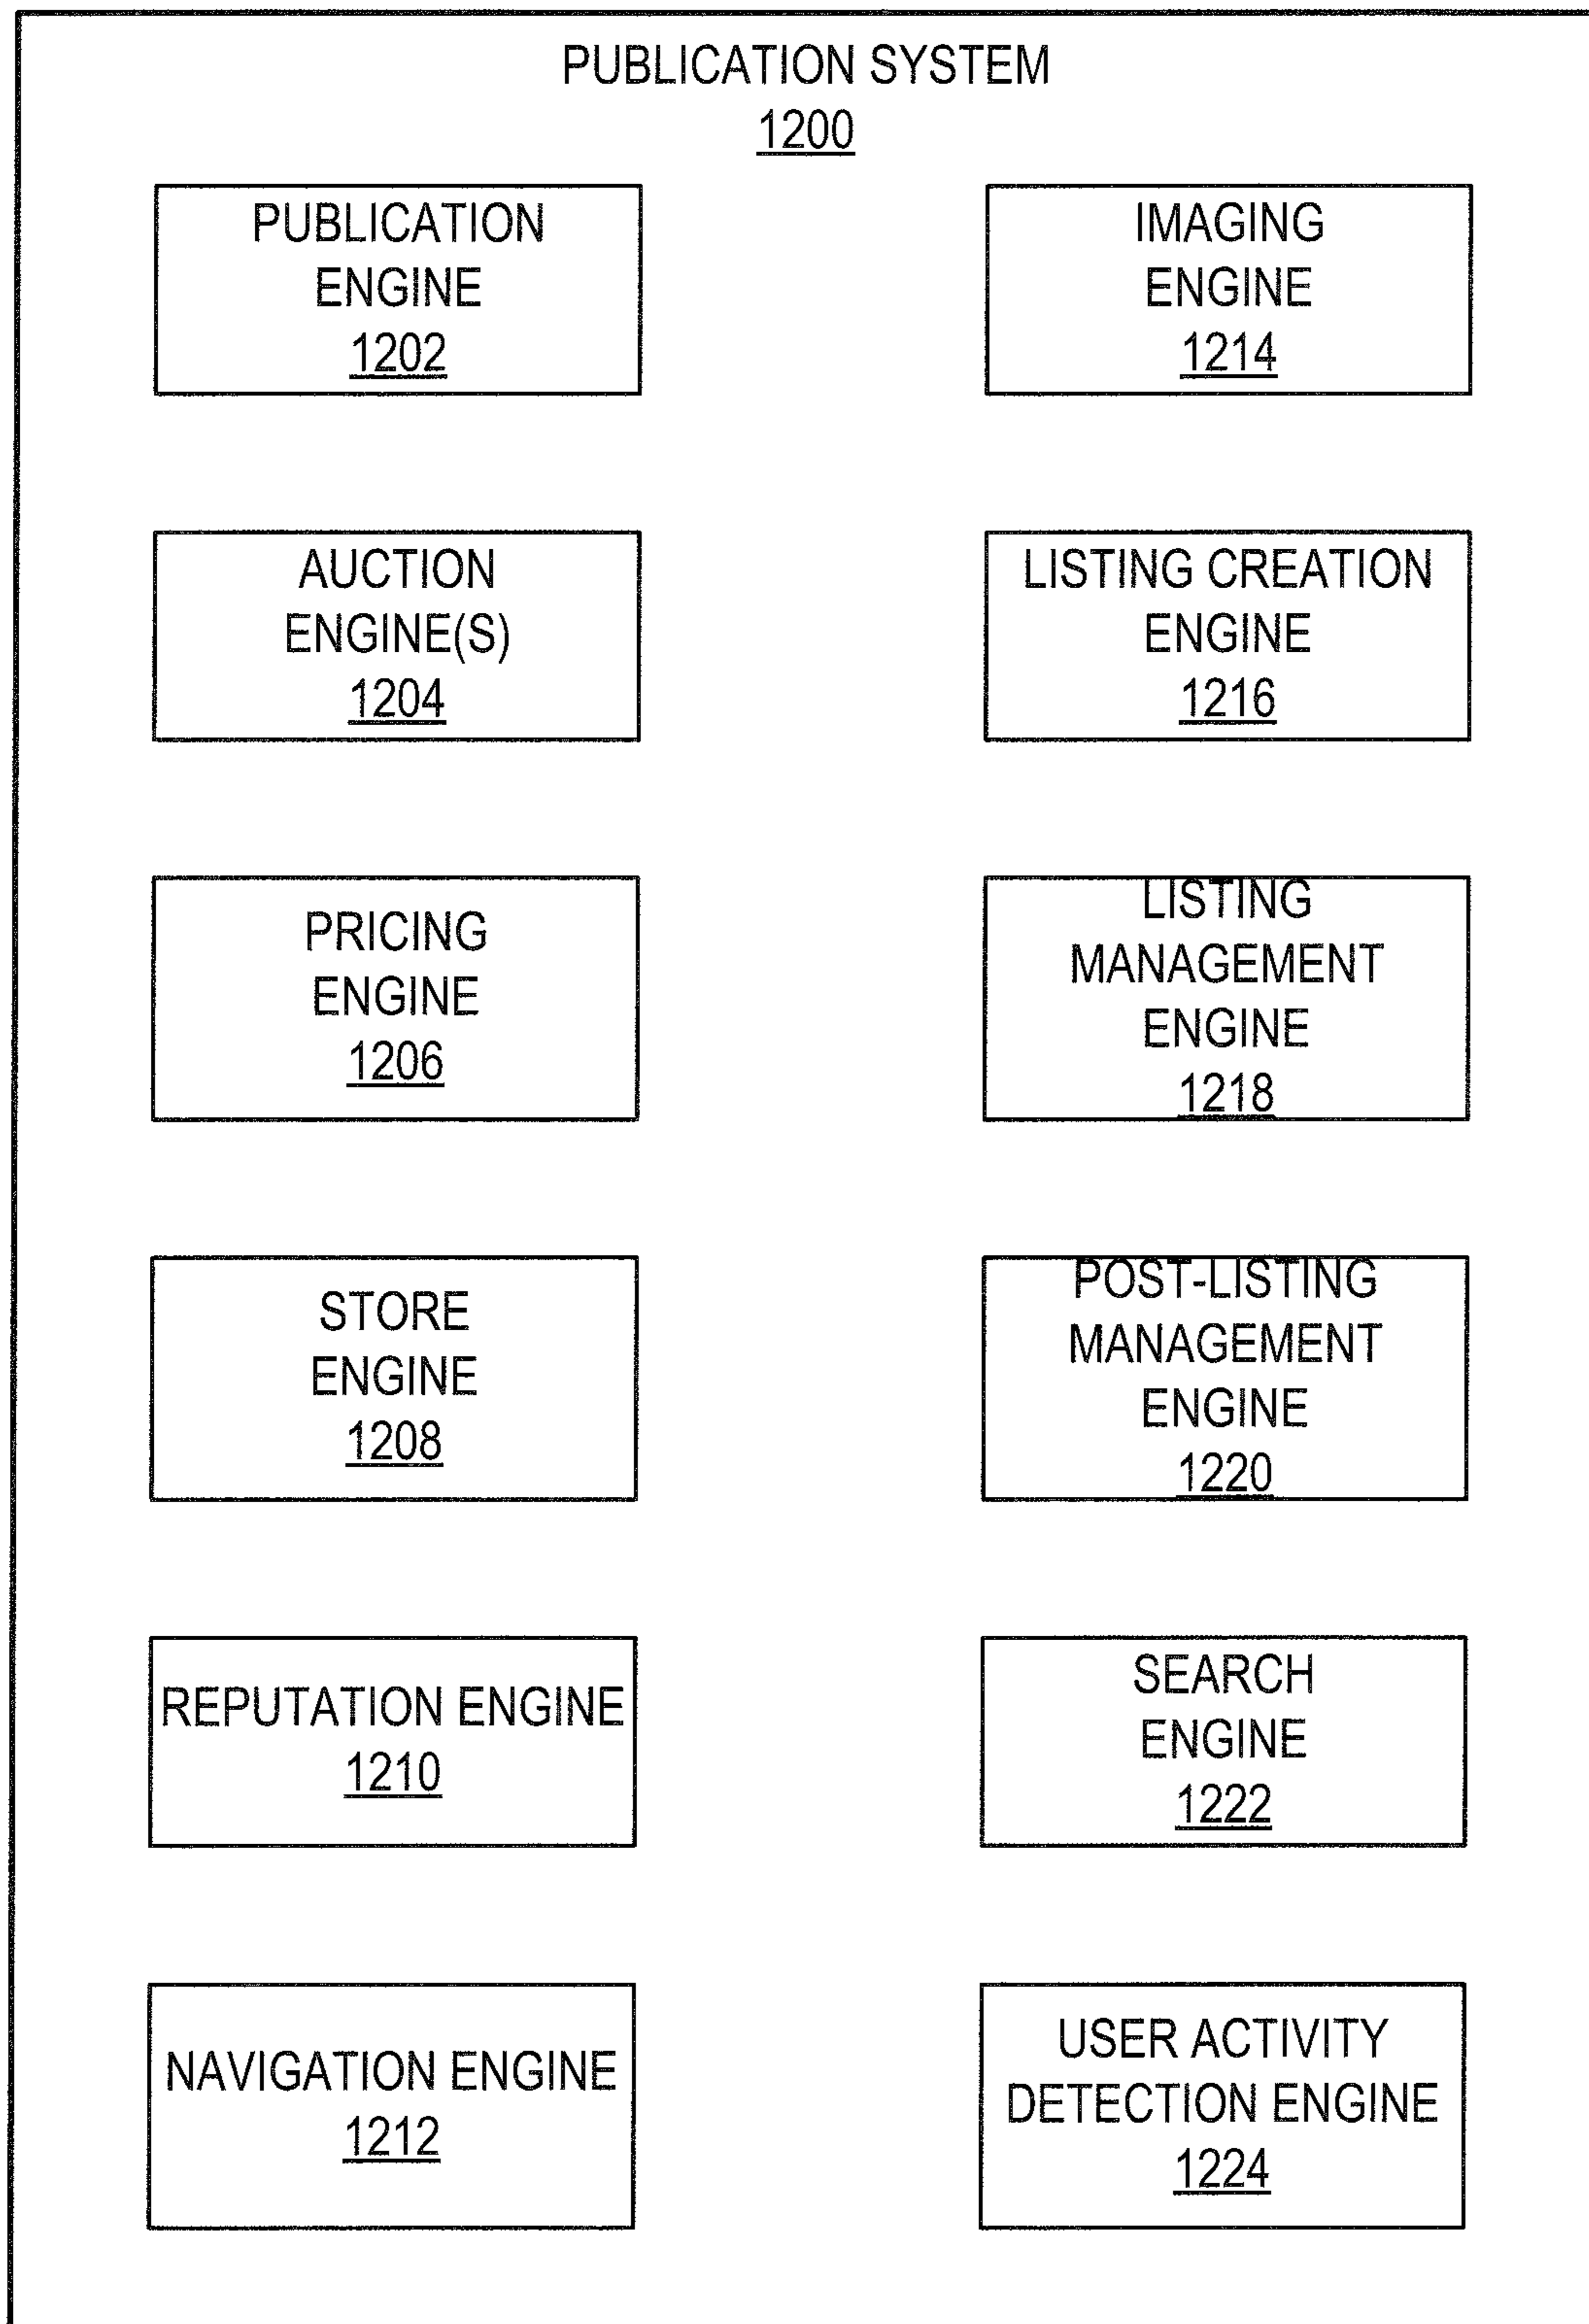 PUBLICATION SYSTEM
1200
PUBLICATION
ENGINE
1202
IMAGING
ENGINE
1214
AUCTION
ENGINE(S)
1204
LISTING CREATION
ENGINE
1216
PRICING
ENGINE
1206
LISTING
MANAGEMENT
ENGINE
1218
STORE
ENGINE
1208
POST-LISTING
MANAGEMENT
ENGINE
1220
REPUTATION ENGINE
1210
SEARCH
ENGINE
1222
NAVIGATION ENGINE
1212
USER ACTIVITY
DETECTION ENGINE
1224